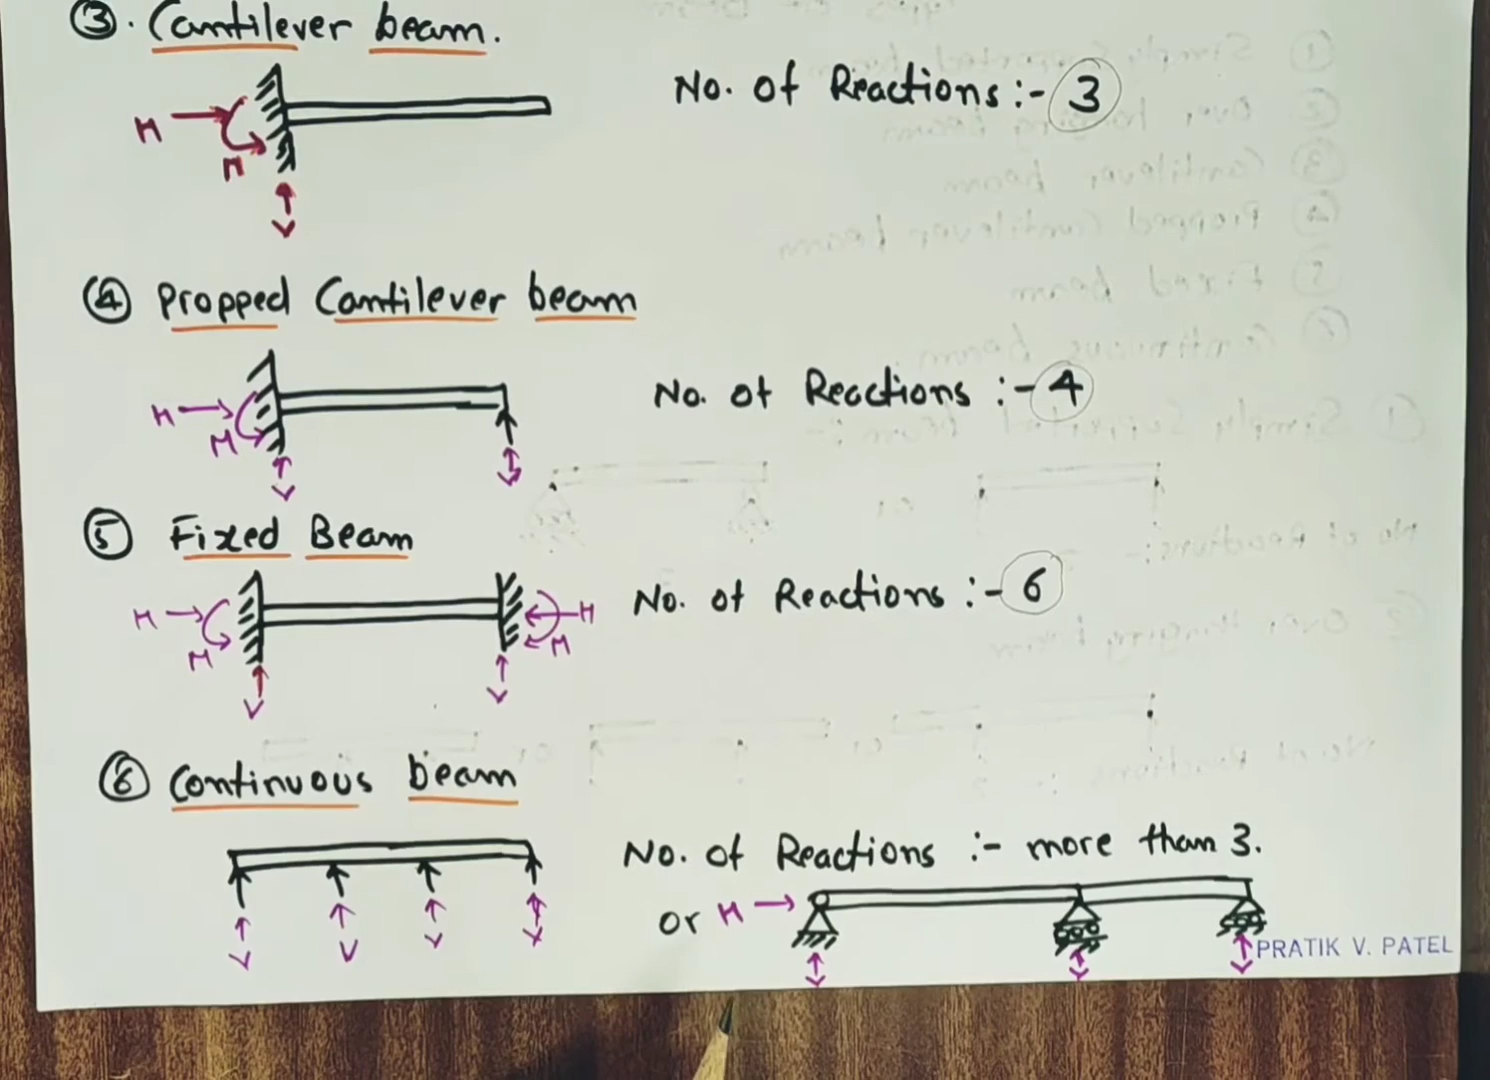 ③. Cantilever beam.
No. of Reactions :- 3
H
M
V
④ Propped Cantilever beam
No. of Reactions :- 4
H
M
V
V
⑤ Fixed Beam
No. of Reactions :- 6
H
H
M
M
V
V
⑥ Continuous beam
No. of Reactions :- more than 3.
or H
V
V
V
V
V
V
V
PRATIK V. PATEL